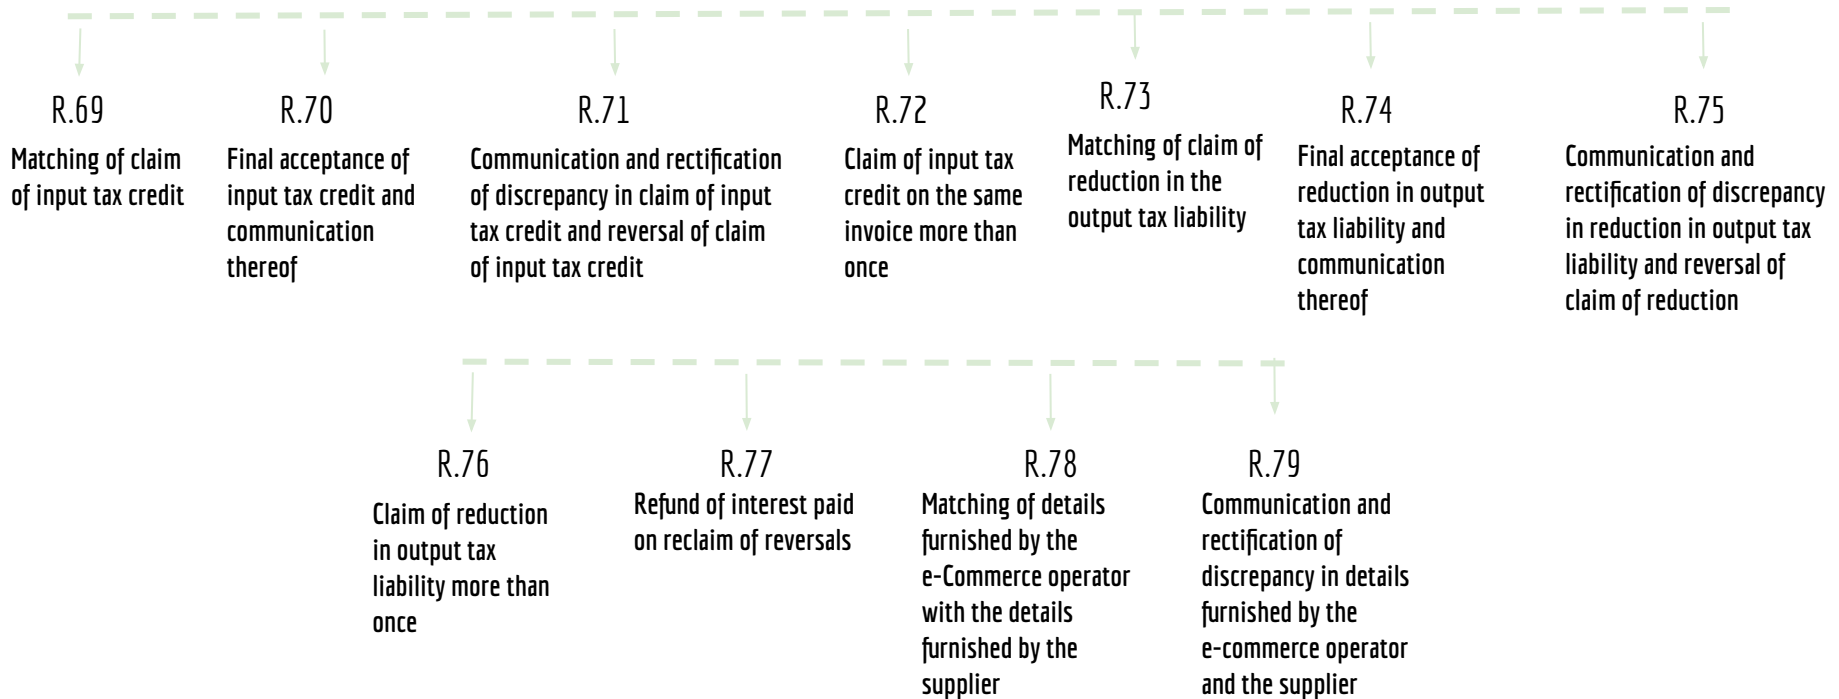 R.69
Matching of claim
of input tax credit
R.70
Final acceptance of
input tax credit and
communication
thereof
R.71
Communication and rectification
of discrepancy in claim of input
tax credit and reversal of claim
of input tax credit
R.72
Claim of input tax
credit on the same
invoice more than
once
R.73
Matching of claim of
reduction in the
output tax liability
R.74
Final acceptance of
reduction in output
tax liability and
communication
thereof
R.75
Communication and
rectification of discrepancy
in reduction in output tax
liability and reversal of
claim of reduction
R.76
Claim of reduction
in output tax
liability more than
once
R.77
Refund of interest paid
on reclaim of reversals
R.78
Matching of details
furnished by the
e-Commerce operator
with the details
furnished by the
supplier
R.79
Communication and
rectification of
discrepancy in details
furnished by the
e-commerce operator
and the supplier